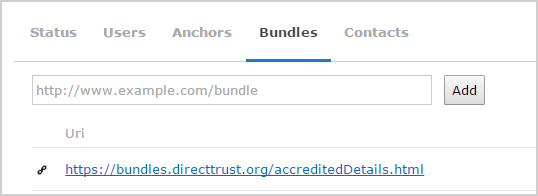 Status Users Anchors Bundles Contacts
http://www.example.com/bundle Add
Uri
https://bundles.directtrust.org/accreditedDetails.html